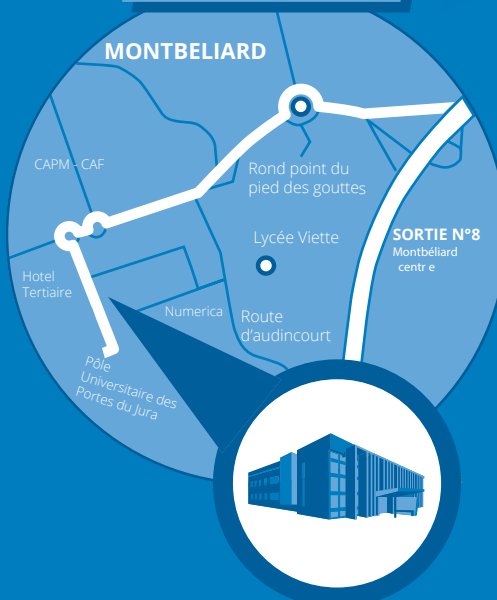 MONTBELIARD
CAPM - CAF
Rond point du
pied des gouttes
Lycée Viette
SORTIE N°8
Montbéliard
centr e
Hotel
Tertiaire
Numerica
Route
d'audincourt
Pôle
Universitaire des
Portes du Jura